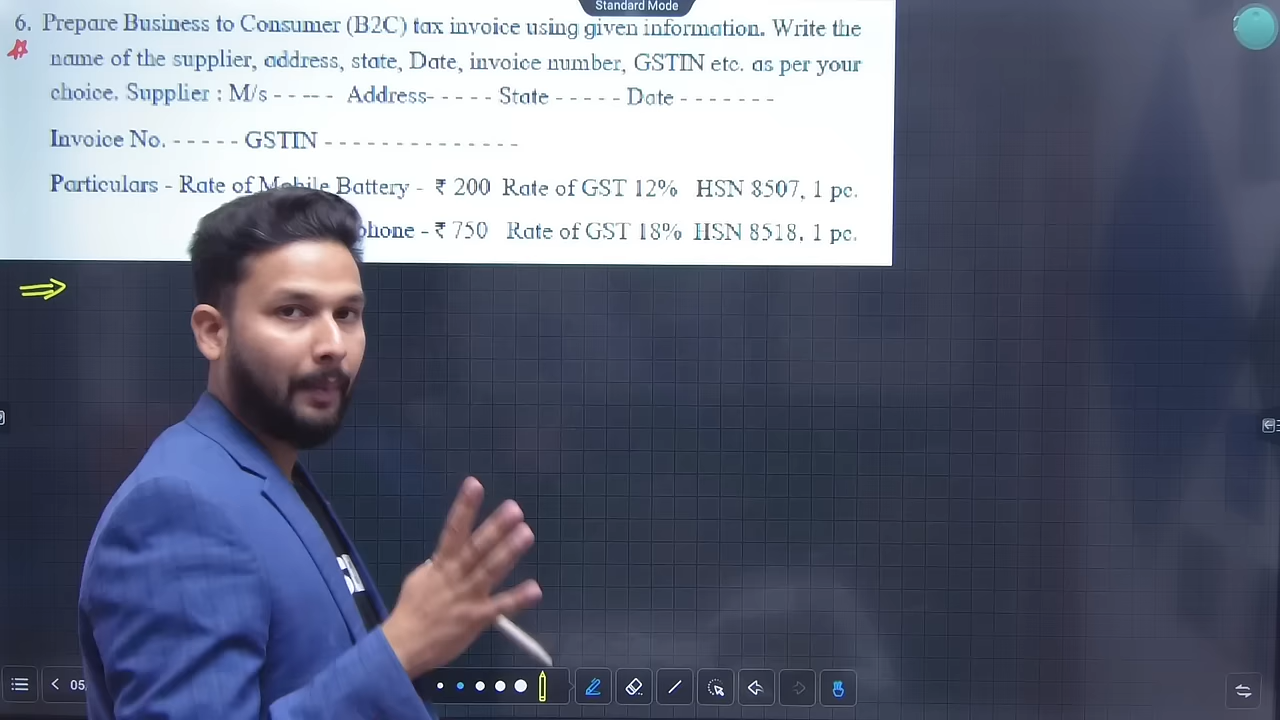 Standard Mode
6. Prepare Business to Consumer (B2C) tax invoice using given information. Write the
name of the supplier, address, state, Date, invoice number, GSTIN etc. as per your
choice. Supplier : M/s - - -- - Address- - - - - State - - - - - Date - - - - - - -
Invoice No. - - - - - GSTIN - - - - - - - - - - - - - -
Particulars - Rate of Mobile Battery - ₹ 200 Rate of GST 12% HSN 8507, 1 pc.
phone - ₹ 750 Rate of GST 18% HSN 8518, 1 pc.
05